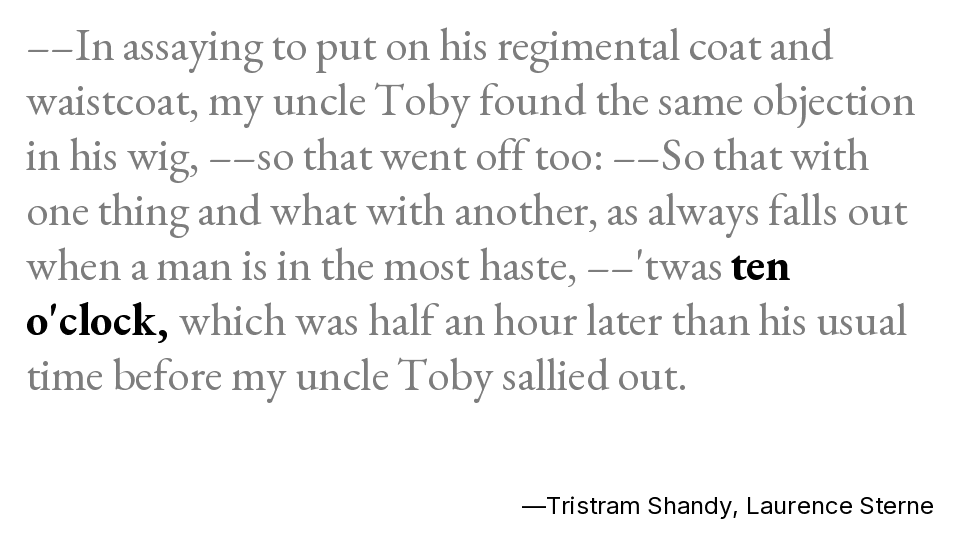 ––In assaying to put on his regimental coat and
waistcoat, my uncle Toby found the same objection
in his wig, ––so that went off too: ––So that with
one thing and what with another, as always falls out
when a man is in the most haste, ––'twas ten
o'clock, which was half an hour later than his usual
time before my uncle Toby sallied out.
—Tristram Shandy, Laurence Sterne